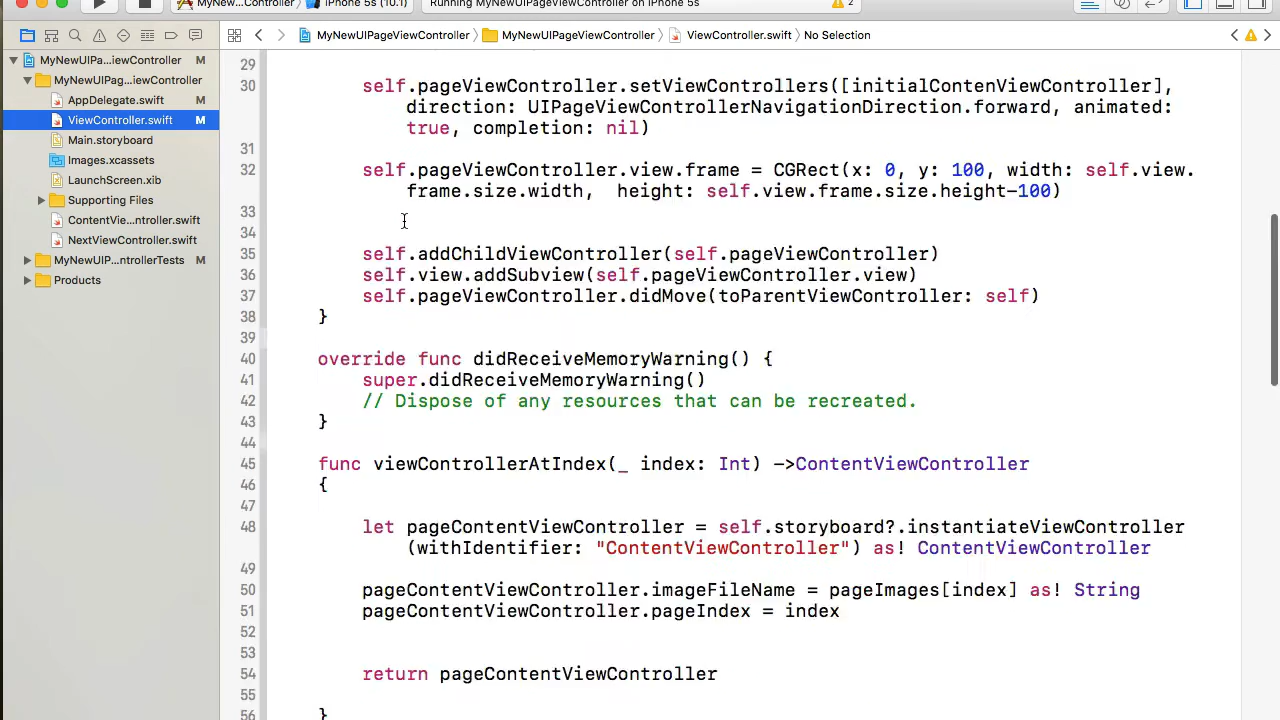 MyNew...Controller iPhone 5s (10.1) Running MyNewUIPageViewController on iPhone 5s 2
MyNewUIPageViewController MyNewUIPageViewController ViewController.swift No Selection
MyNewUIPa...iewController M
MyNewUIPag...iewController
AppDelegate.swift M
ViewController.swift M
Main.storyboard
Images.xcassets
LaunchScreen.xib
Supporting Files
ContentVie...ntroller.swift
NextViewController.swift
MyNewUIP...ntrollerTests M
Products
29
30 self.pageViewController.setViewControllers([initialContenViewController],
direction: UIPageViewControllerNavigationDirection.forward, animated:
true, completion: nil)
31
32 self.pageViewController.view.frame = CGRect(x: 0, y: 100, width: self.view.
frame.size.width,  height: self.view.frame.size.height-100)
33
34
35 self.addChildViewController(self.pageViewController)
36 self.view.addSubview(self.pageViewController.view)
37 self.pageViewController.didMove(toParentViewController: self)
38 }
39
40 override func didReceiveMemoryWarning() {
41 super.didReceiveMemoryWarning()
42 // Dispose of any resources that can be recreated.
43 }
44
45 func viewControllerAtIndex(_ index: Int) ->ContentViewController
46 {
47
48 let pageContentViewController = self.storyboard?.instantiateViewController
(withIdentifier: "ContentViewController") as! ContentViewController
49
50 pageContentViewController.imageFileName = pageImages[index] as! String
51 pageContentViewController.pageIndex = index
52
53
54 return pageContentViewController
55
56 }